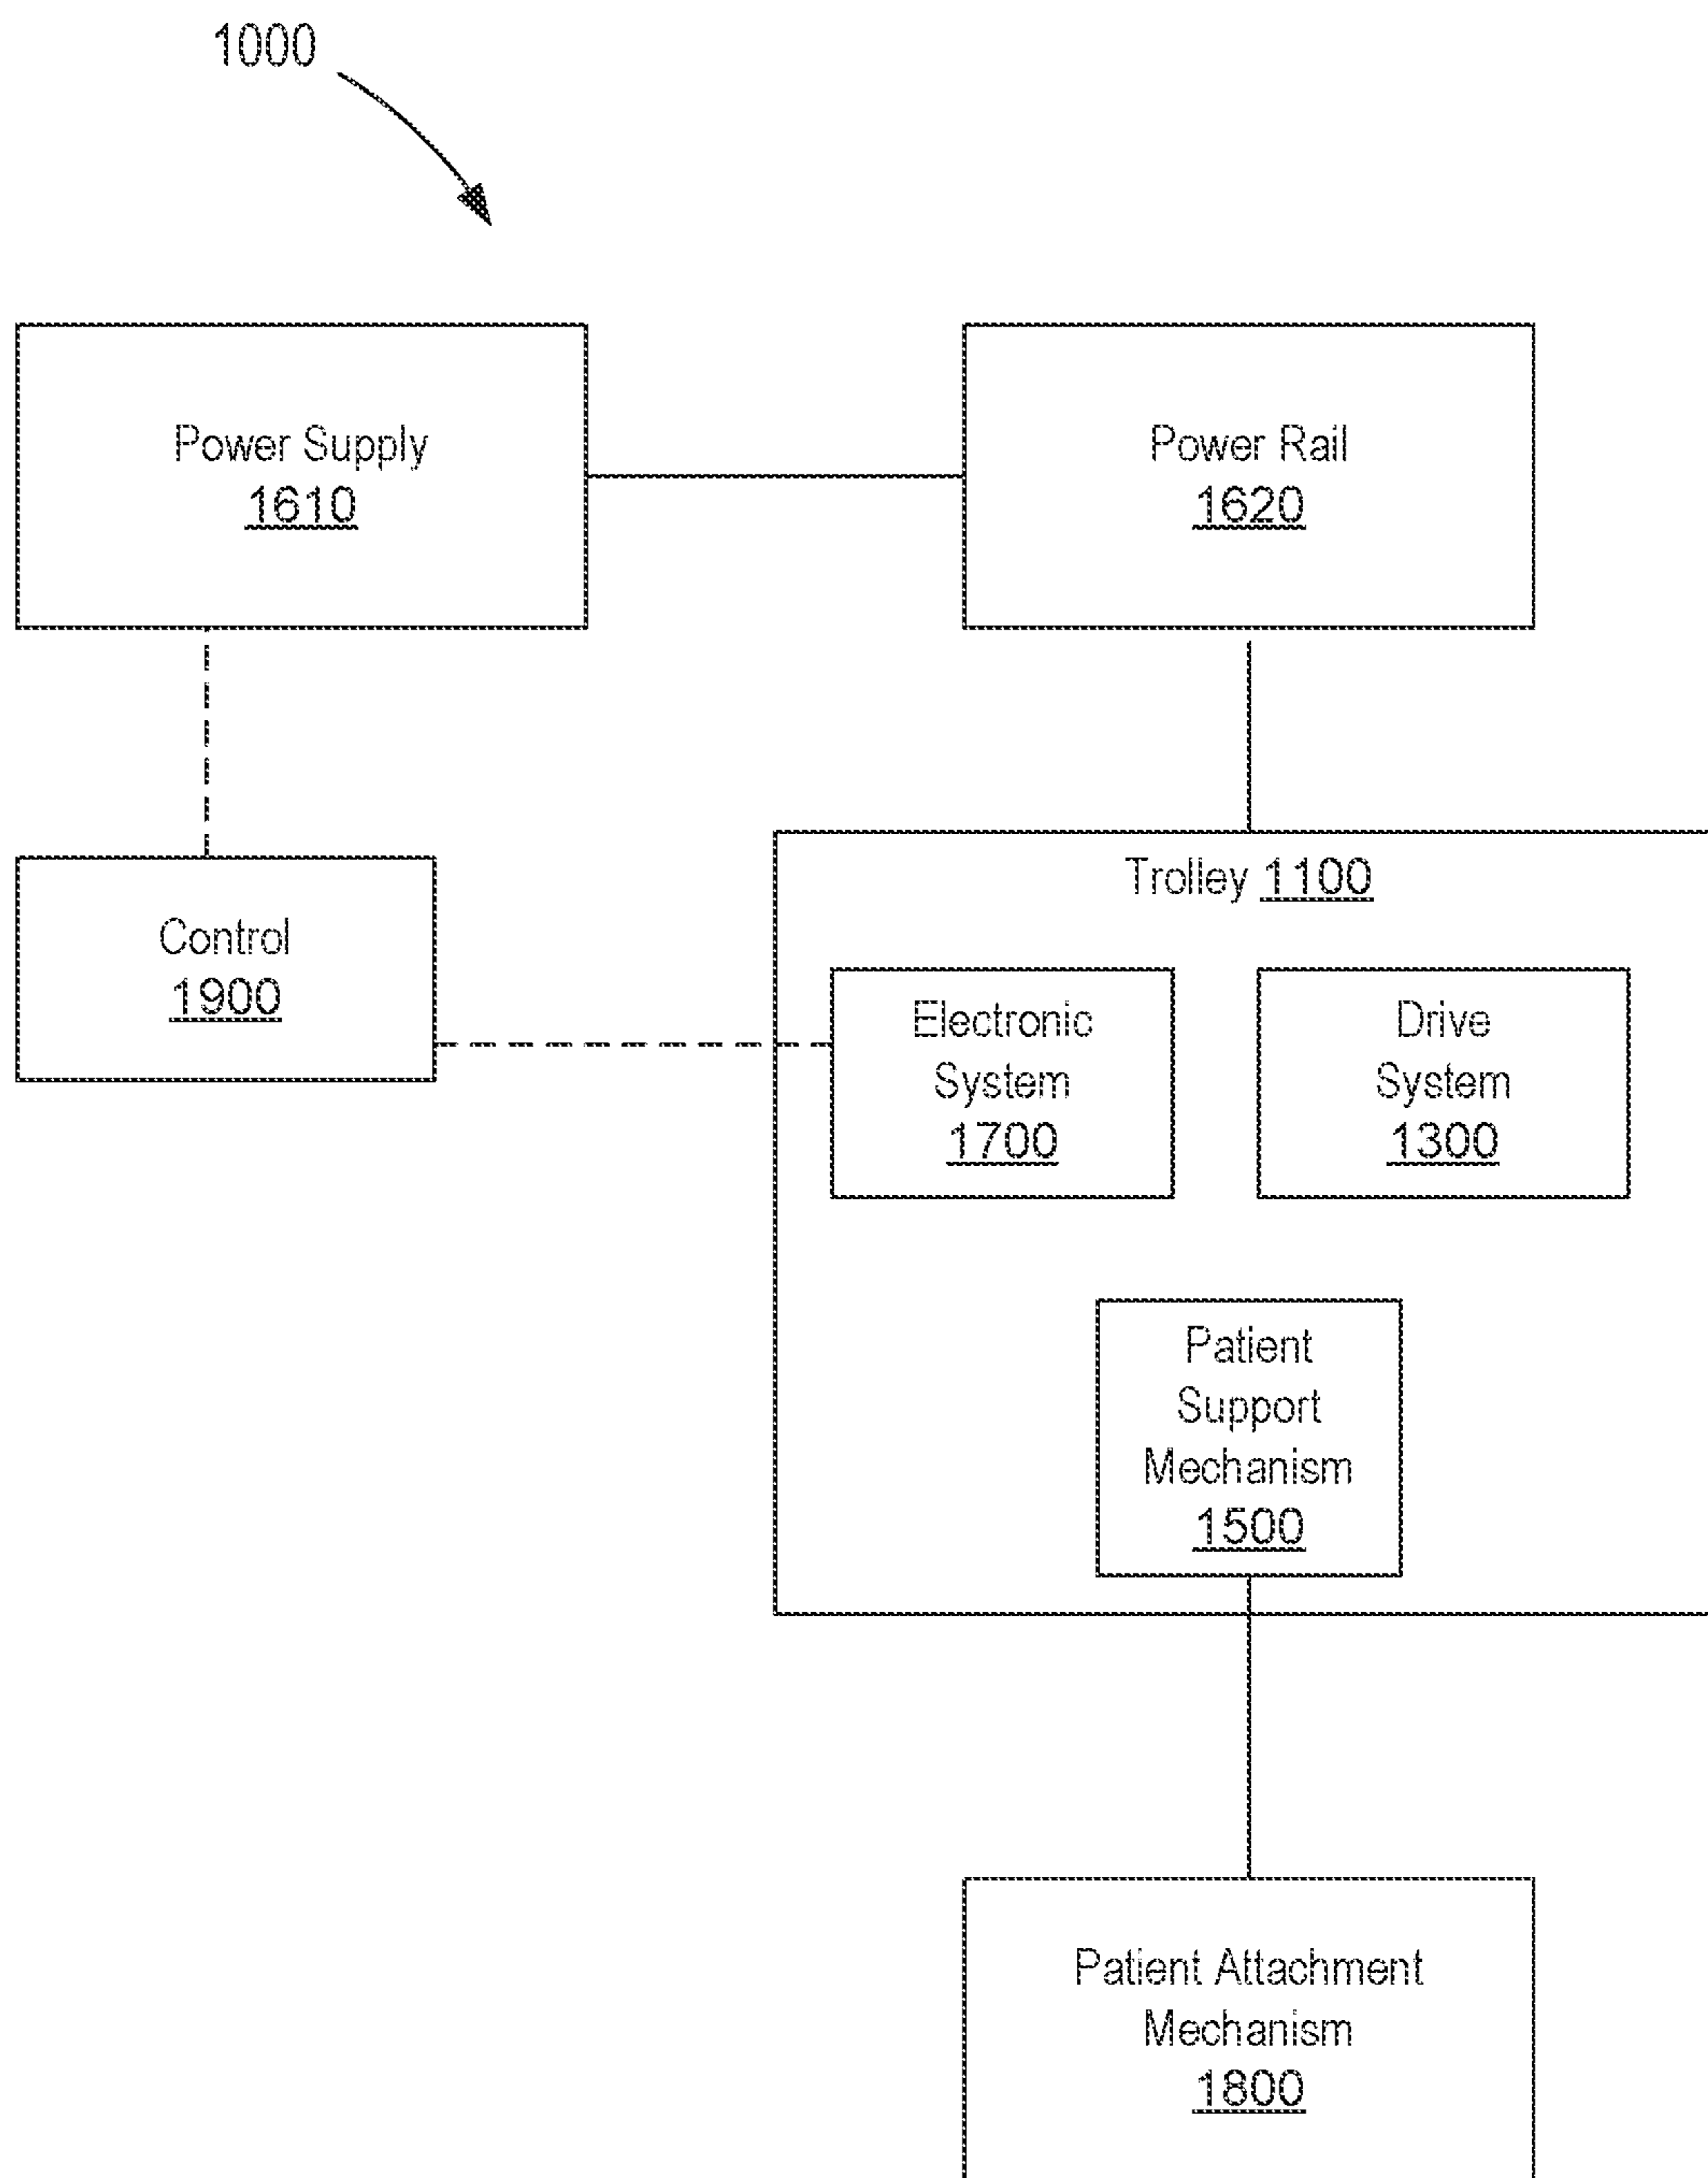 1000
Power Supply
1610
Power Rail
1620
Control
1900
Trolley 1100
Electronic
System
1700
Drive
System
1300
Patient
Support
Mechanism
1500
Patient Attachment
Mechanism
1800